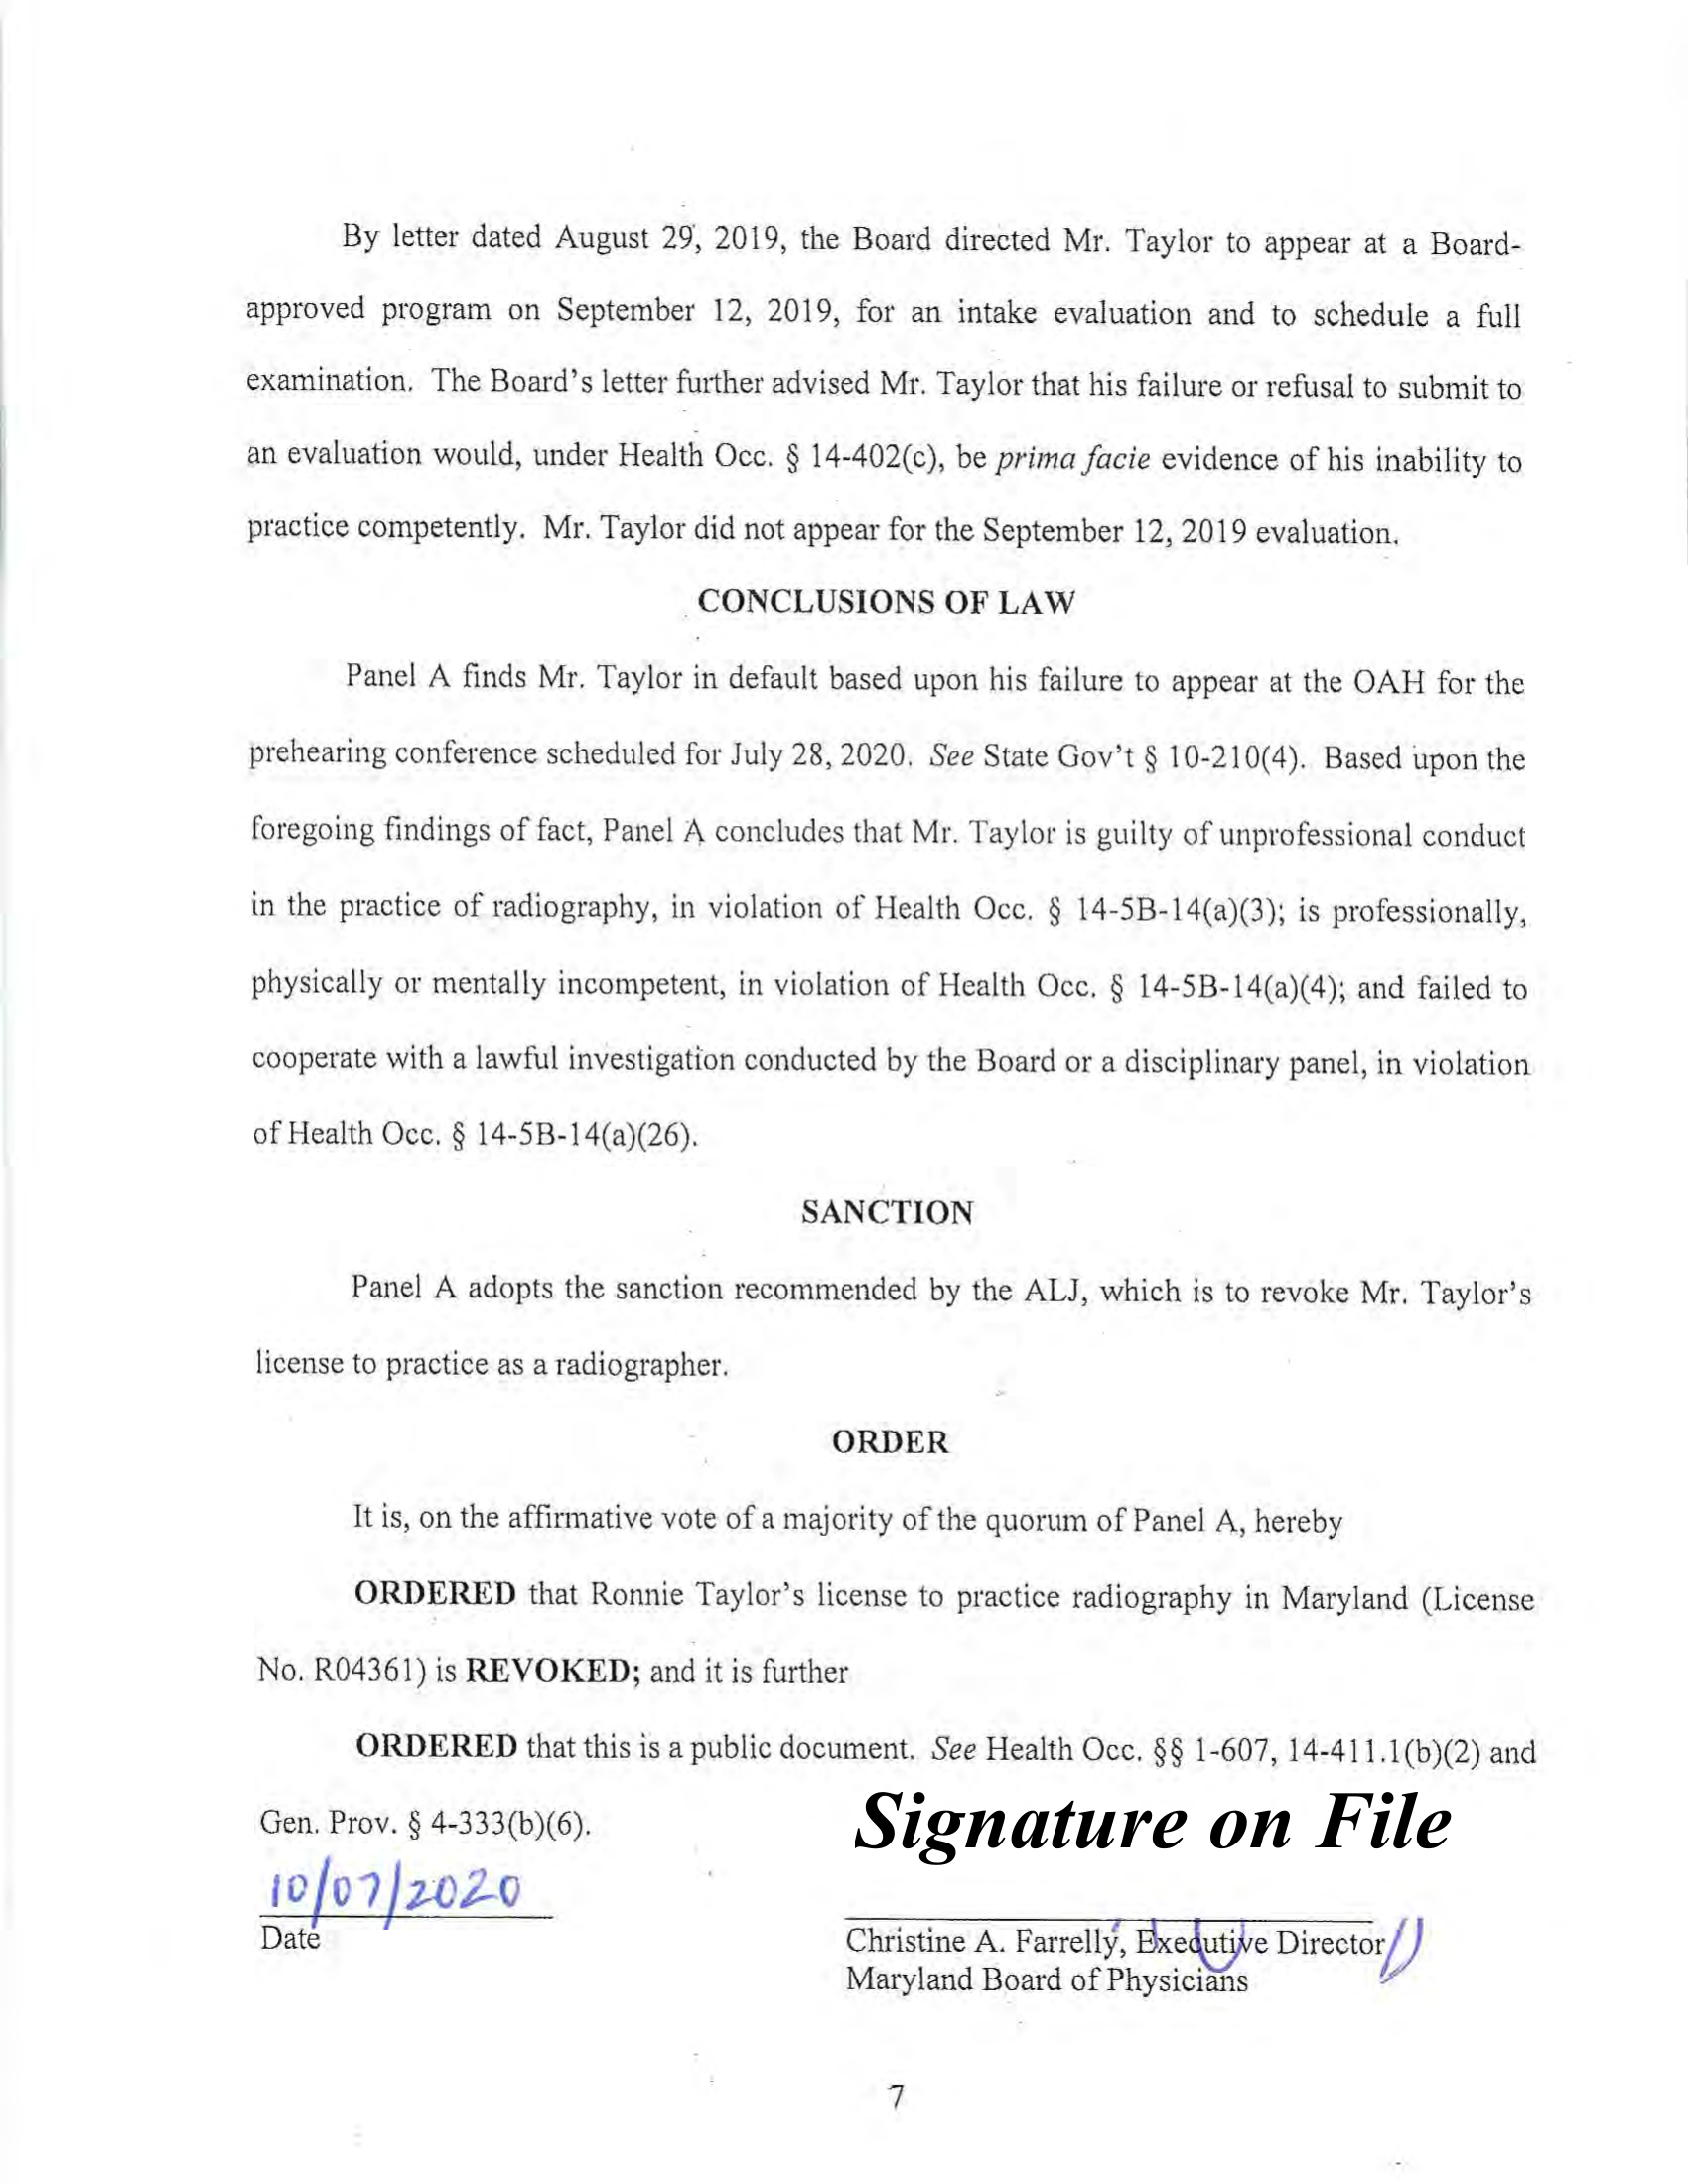 By letter dated August 29, 2019, the Board directed Mr. Taylor to appear at a Board-
approved program on September 12, 2019, for an intake evaluation and to schedule a full
examination. The Board's letter further advised Mr. Taylor that his failure or refusal to submit to
an evaluation would, under Health Occ. § 14-402(c), be prima facie evidence of his inability to
practice competently. Mr. Taylor did not appear for the September 12, 2019 evaluation.
CONCLUSIONS OF LAW
Panel A finds Mr. Taylor in default based upon his failure to appear at the OAH for the
prehearing conference scheduled for July 28, 2020. See State Gov't § 10-210(4). Based upon the
foregoing findings of fact, Panel A concludes that Mr. Taylor is guilty of unprofessional conduct
in the practice of radiography, in violation of Health Occ. § 14-5B-14(a)(3); is professionally,
physically or mentally incompetent, in violation of Health Occ. § 14-5B-14(a)(4); and failed to
cooperate with a lawful investigation conducted by the Board or a disciplinary panel, in violation
of Health Occ. § 14-5B-14(a)(26).
SANCTION
Panel A adopts the sanction recommended by the ALJ, which is to revoke Mr. Taylor's
license to practice as a radiographer.
ORDER
It is, on the affirmative vote of a majority of the quorum of Panel A, hereby
ORDERED that Ronnie Taylor's license to practice radiography in Maryland (License
No. R04361) is REVOKED; and it is further
ORDERED that this is a public document. See Health Occ. §§ 1-607, 14-411.1(b)(2) and
Gen. Prov. § 4-333(b)(6).
Signature on File
10/07/2020
Date
Christine A. Farrelly, Executive Director
Maryland Board of Physicians
7